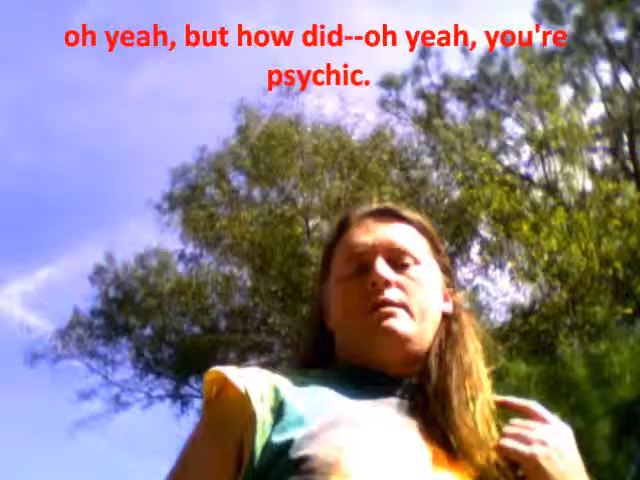 oh yeah, but how did--oh yeah, you're
psychic.